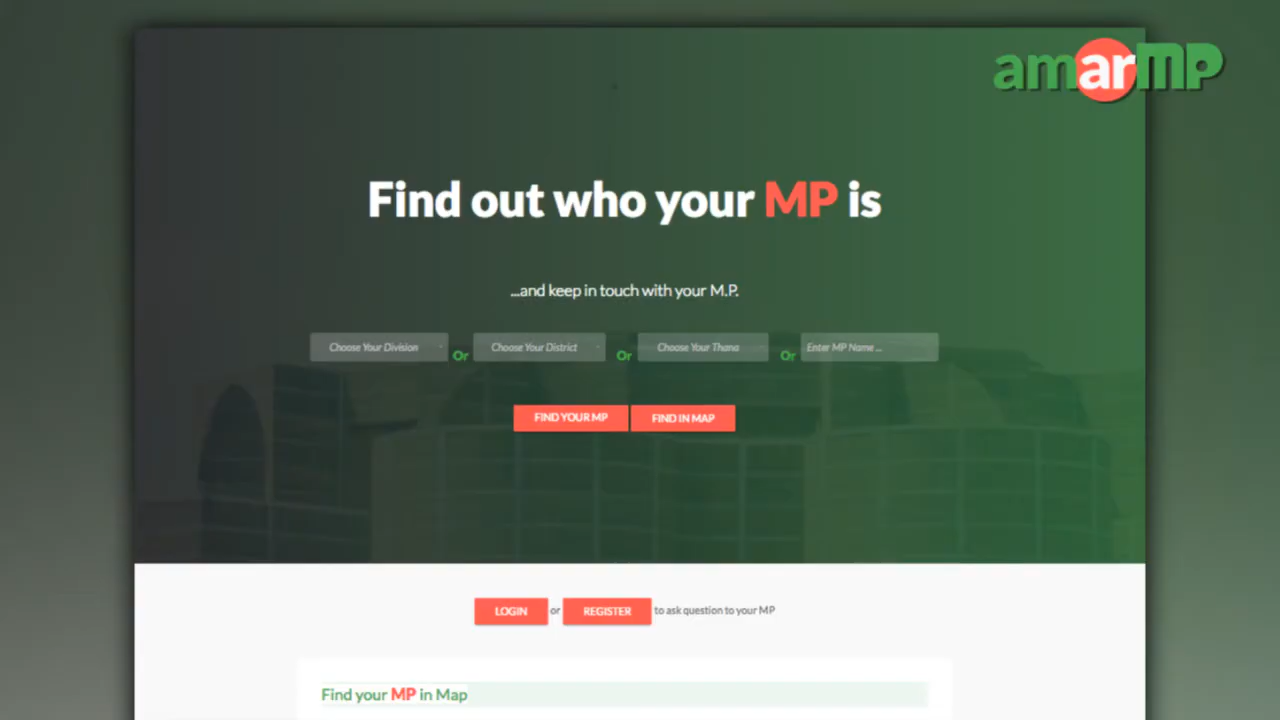 amarMP
Find out who your MP is
...and keep in touch with your M.P.
Choose Your Division Or Choose Your District Or Choose Your Thana Or Enter MP Name ...
FIND YOUR MP FIND IN MAP
LOGIN or REGISTER to ask question to your MP
Find your MP in Map